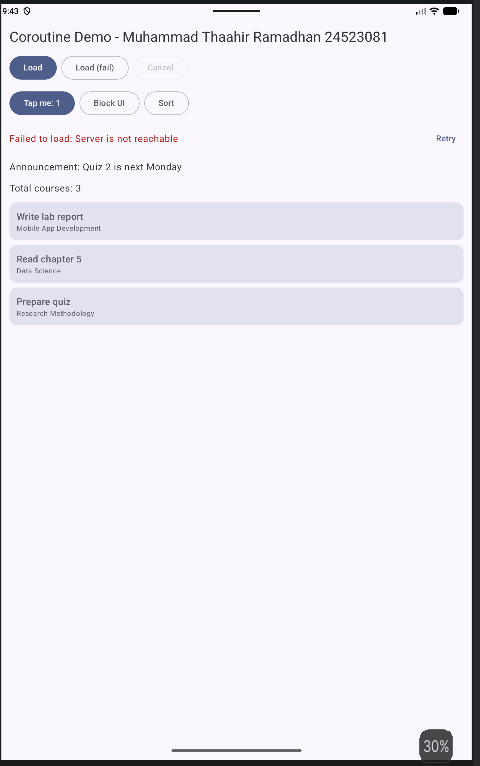 9:43
Coroutine Demo - Muhammad Thaahir Ramadhan 24523081
Load Load (fail) Cancel
Tap me: 1 Block UI Sort
Failed to load: Server is not reachable Retry
Announcement: Quiz 2 is next Monday
Total courses: 3
Write lab report
Mobile App Development
Read chapter 5
Data Science
Prepare quiz
Research Methodology
30%